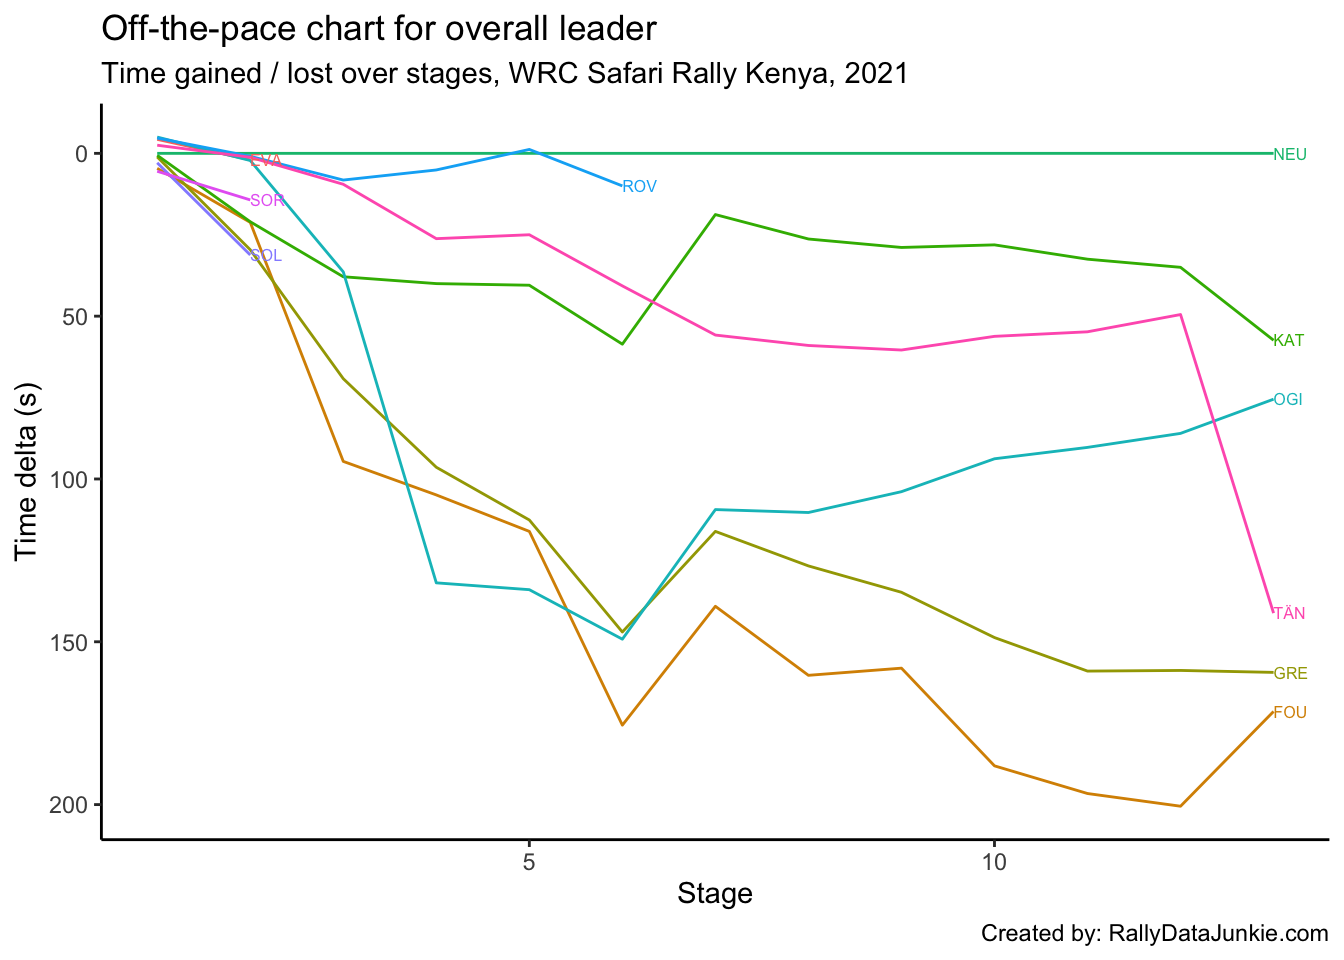 Off-the-pace chart for overall leader
Time gained / lost over stages, WRC Safari Rally Kenya, 2021
0
50
100
150
200
Time delta (s)
EVA
SOR
SOL
ROV
NEU
KAT
OGI
TÄN
GRE
FOU
5
10
Stage
Created by: RallyDataJunkie.com